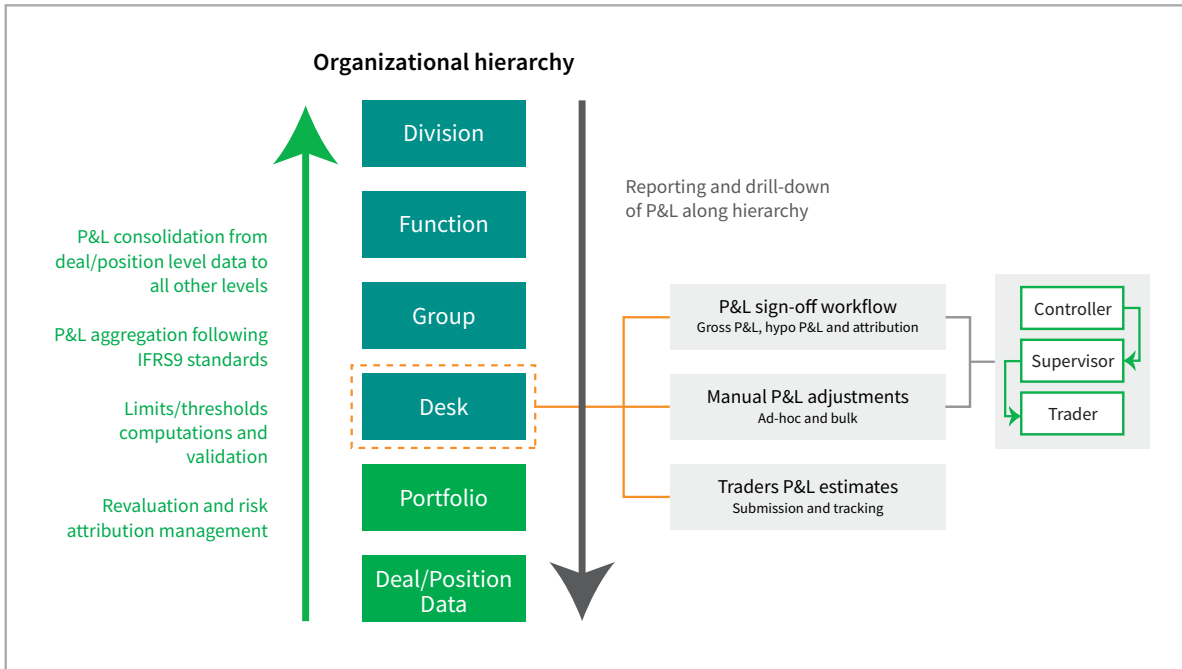 Organizational hierarchy
Division
Function
Group
Desk
Portfolio
Deal/Position
Data
P&L consolidation from
deal/position level data to
all other levels
P&L aggregation following
IFRS9 standards
Limits/thresholds
computations and
validation
Revaluation and risk
attribution management
Reporting and drill-down
of P&L along hierarchy
P&L sign-off workflow
Gross P&L, hypo P&L and attribution
Manual P&L adjustments
Ad-hoc and bulk
Traders P&L estimates
Submission and tracking
Controller
Supervisor
Trader